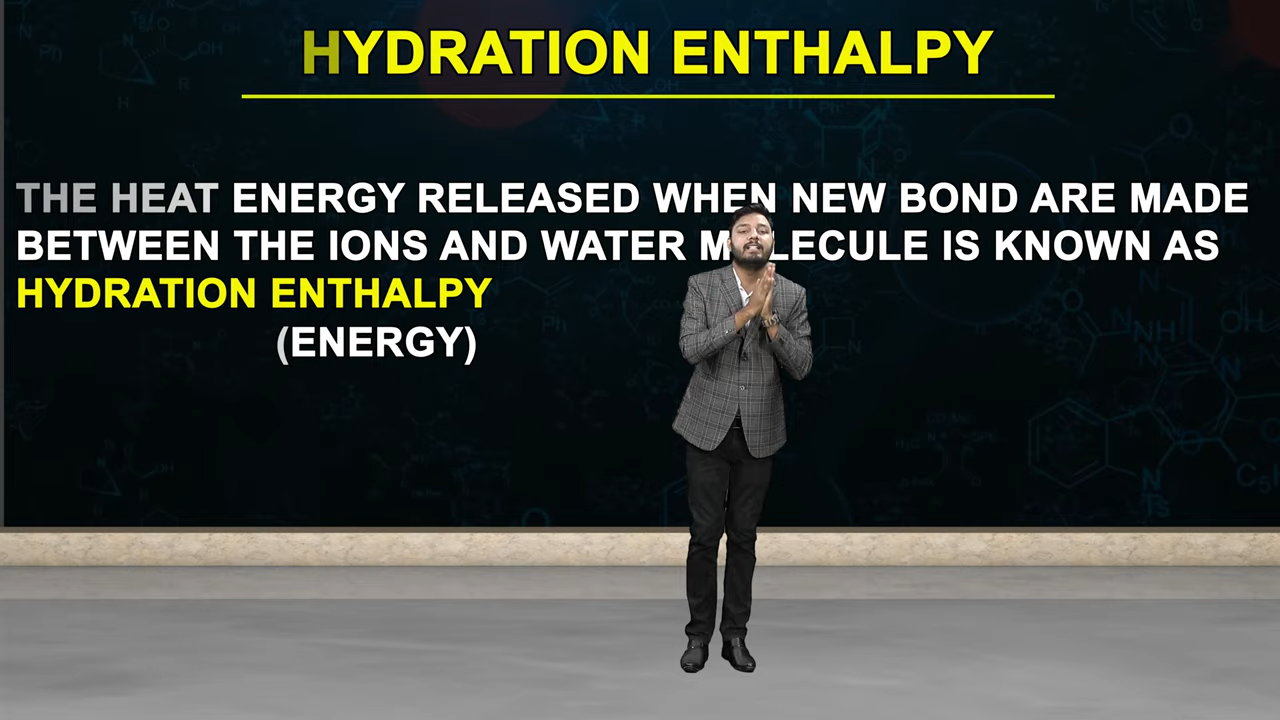 HYDRATION ENTHALPY
THE HEAT ENERGY RELEASED WHEN NEW BOND ARE MADE
BETWEEN THE IONS AND WATER MOLECULE IS KNOWN AS
HYDRATION ENTHALPY
(ENERGY)